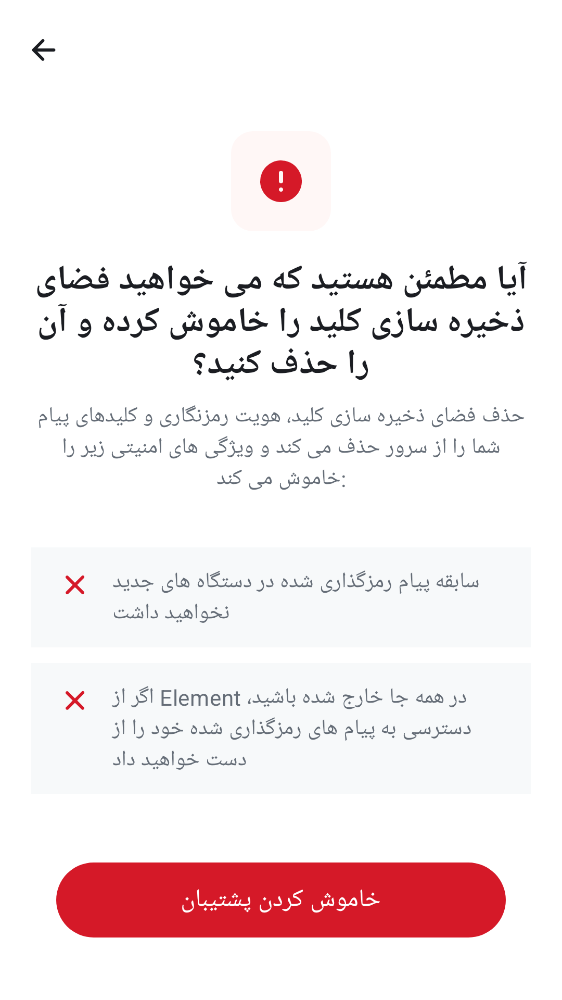 آیا مطمئن هستید که می خواهید فضای
ذخیره سازی کلید را خاموش کرده و آن
را حذف کنید؟
حذف فضای ذخیره سازی کلید، هویت رمزنگاری و کلیدهای پیام
شما را از سرور حذف می کند و ویژگی های امنیتی زیر را
خاموش می کند:
سابقه پیام رمزگذاری شده در دستگاه های جدید
نخواهید داشت
اگر از Element در همه جا خارج شده باشید،
دسترسی به پیام های رمزگذاری شده خود را از
دست خواهید داد
خاموش کردن پشتیبان